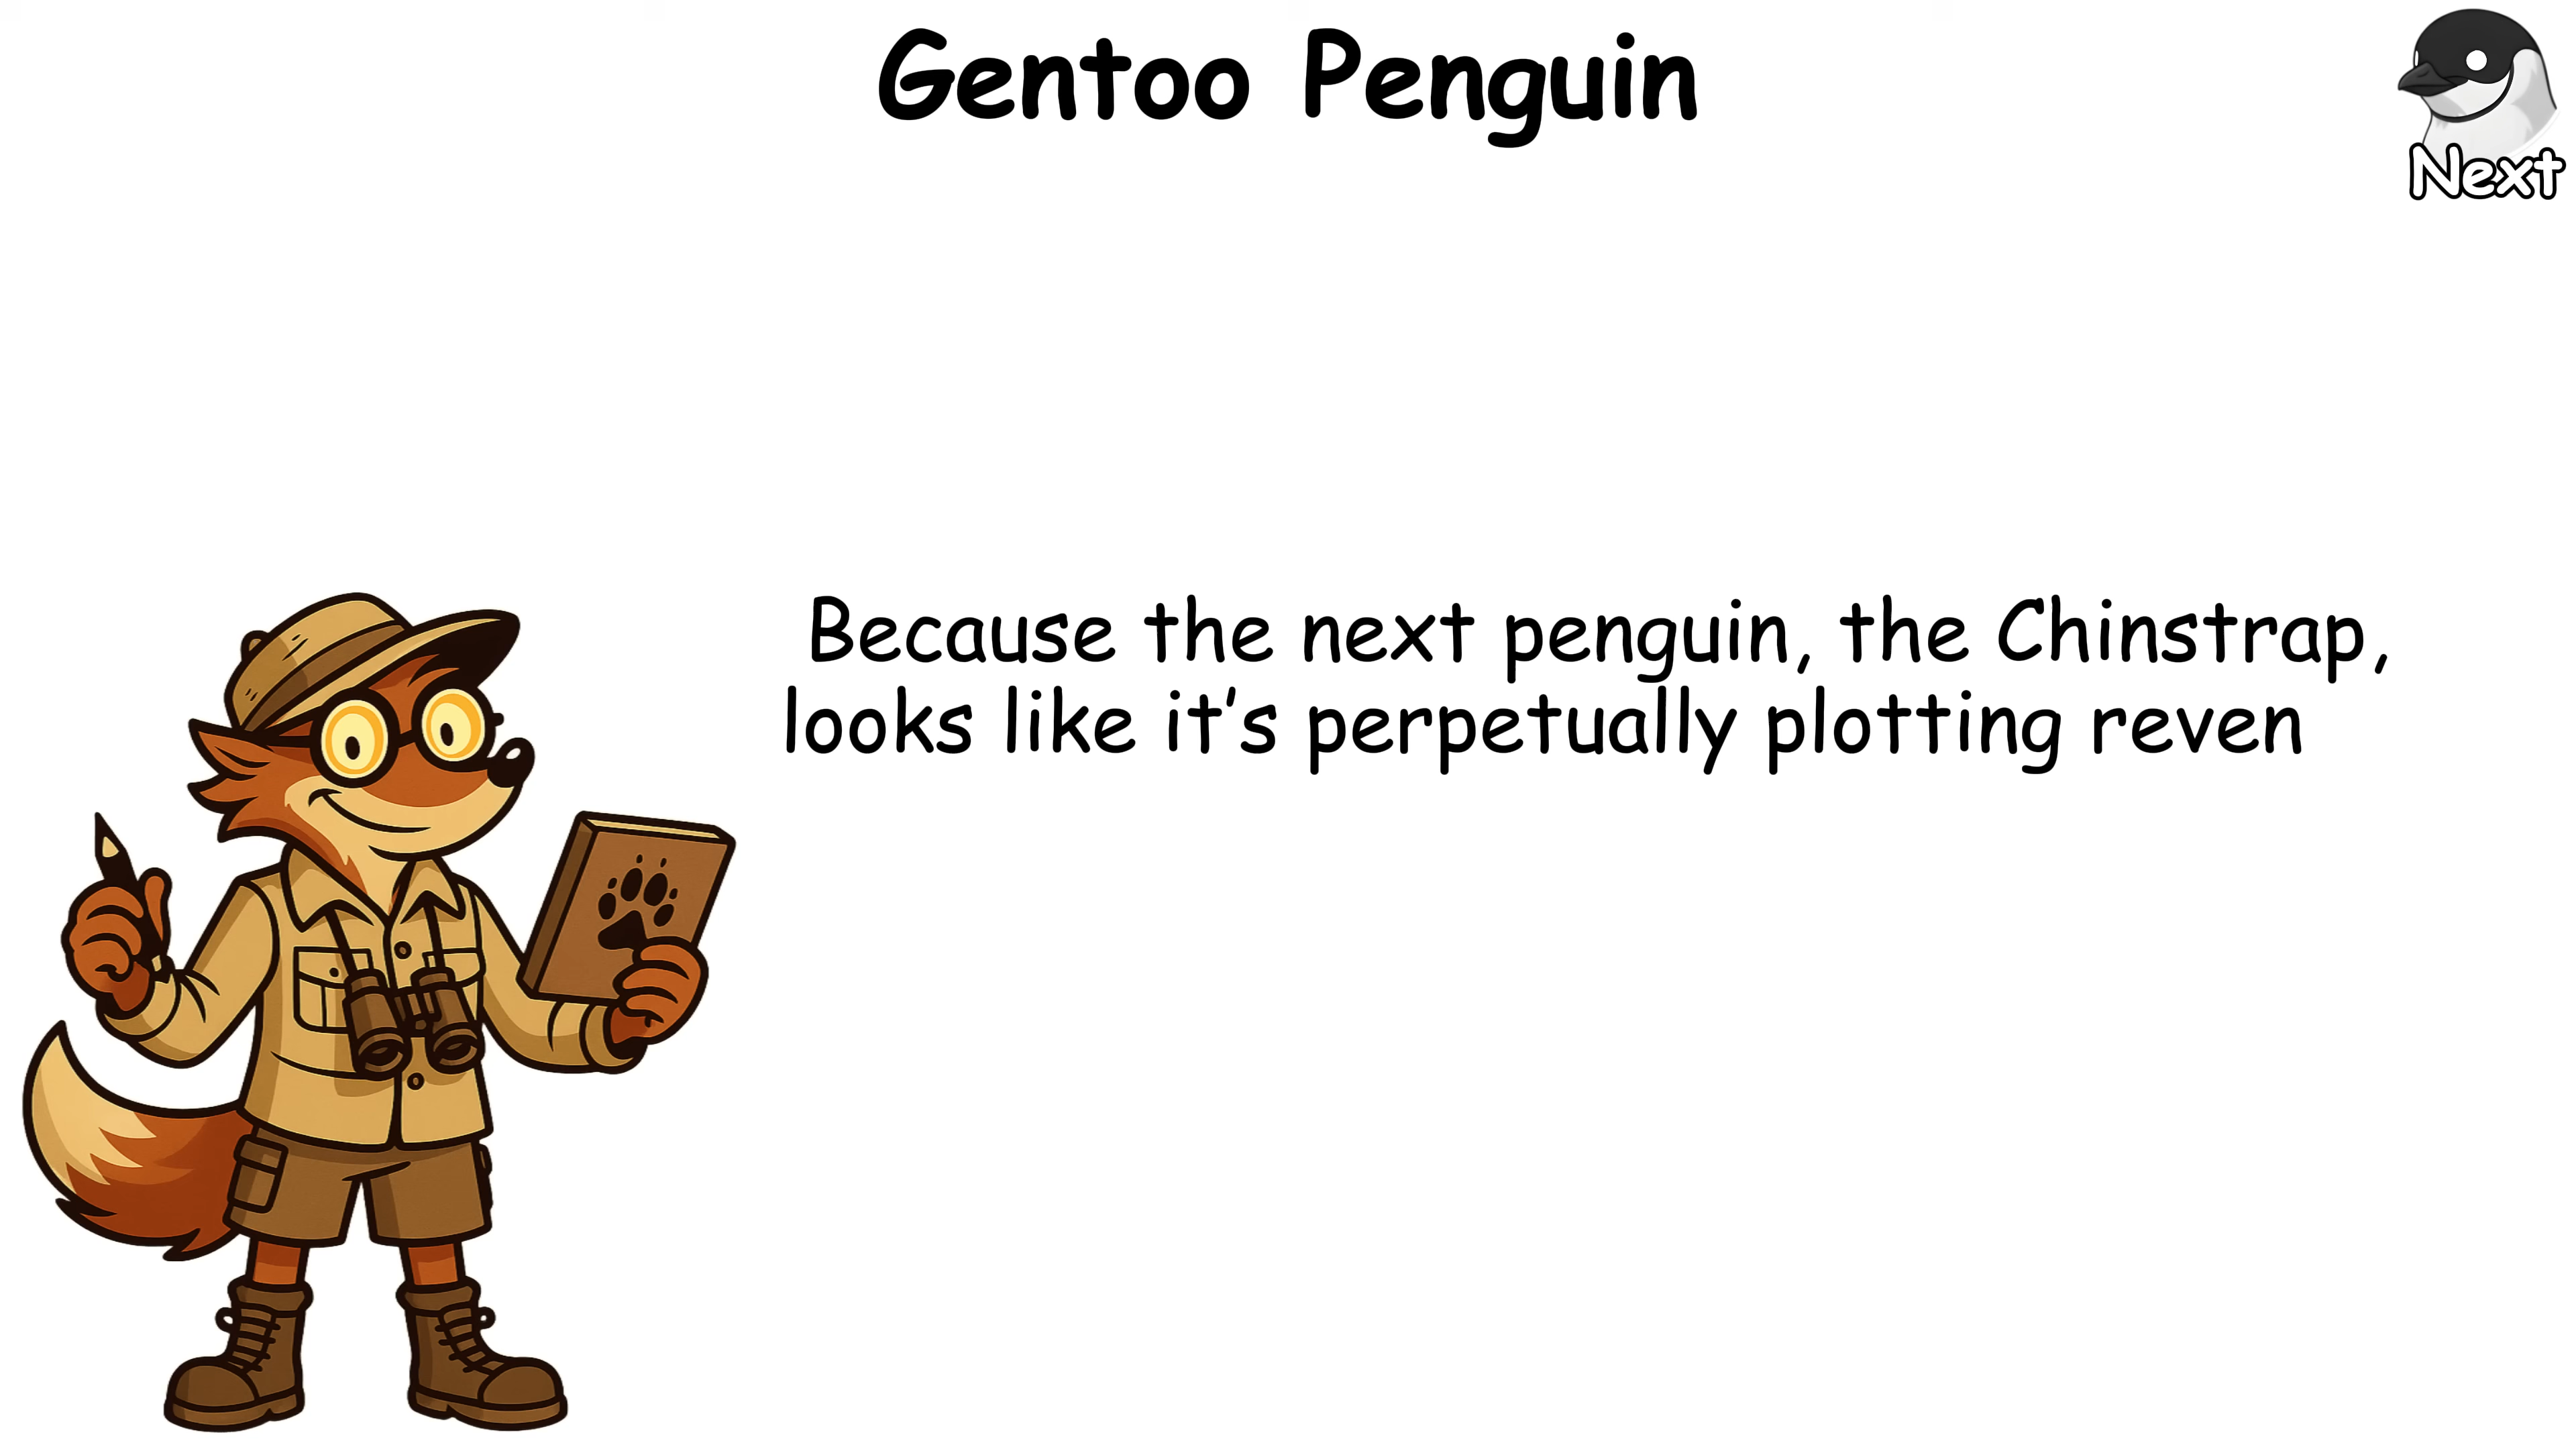 Gentoo Penguin
Next
Because the next penguin, the Chinstrap,
looks like it’s perpetually plotting reven